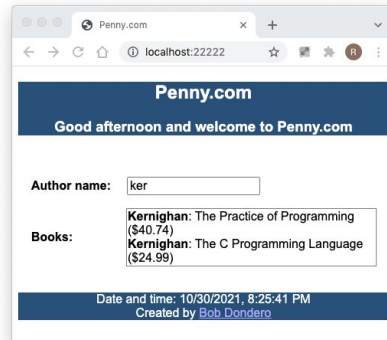 Penny.com
localhost:22222
R
Penny.com
Good afternoon and welcome to Penny.com
Author name: ker
Books:
Kernighan: The Practice of Programming
($40.74)
Kernighan: The C Programming Language
($24.99)
Date and time: 10/30/2021, 8:25:41 PM
Created by Bob Dondero